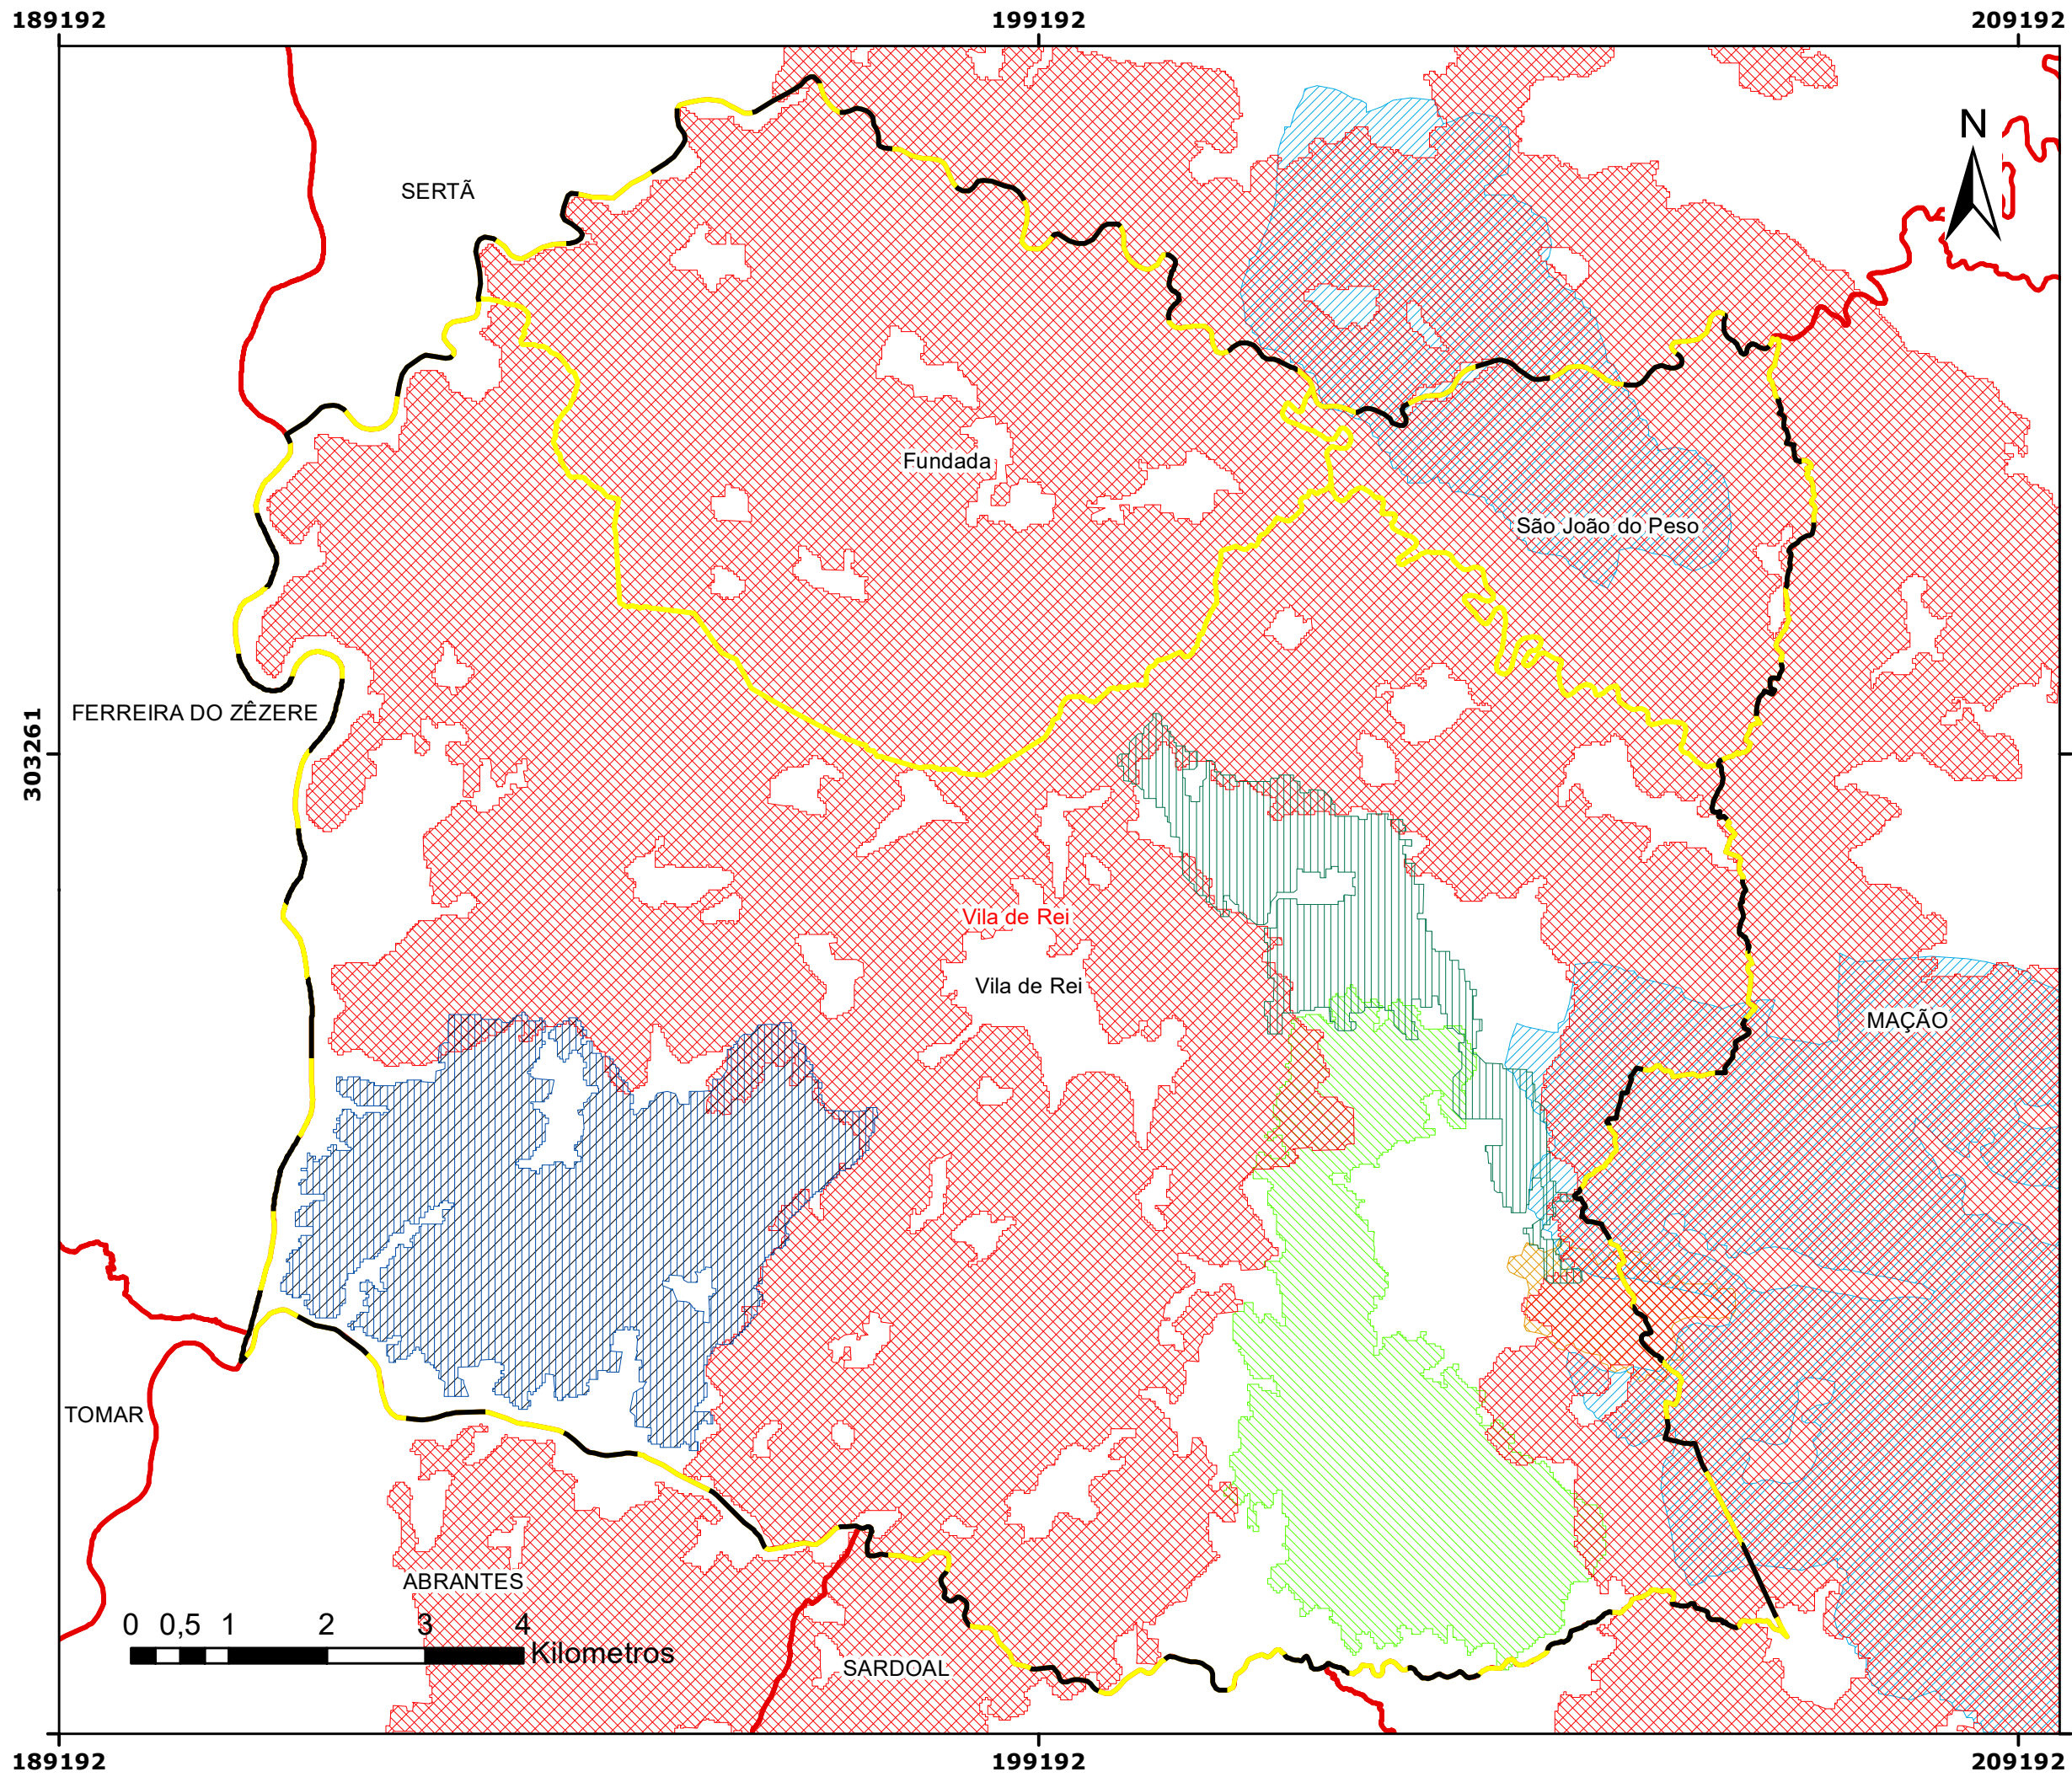 189192
199192
209192
N
SERTÃ
Fundada
São João do Peso
FERREIRA DO ZÊZERE
303261
Vila de Rei
Vila de Rei
MAÇÃO
TOMAR
ABRANTES
0 0,5 1 2 3 4
Kilometros
SARDOAL
189192
199192
209192